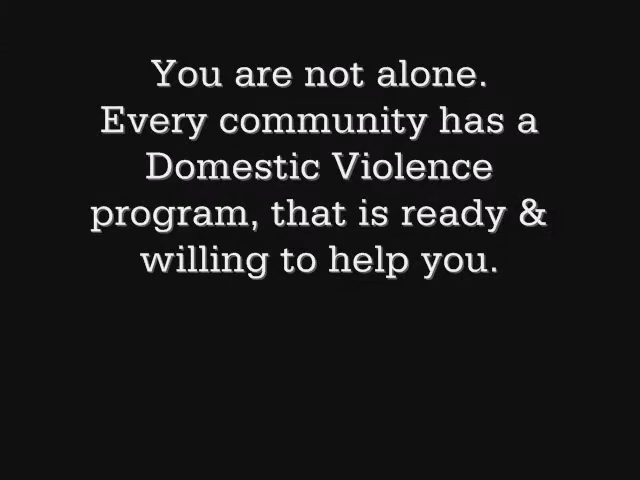 You are not alone.
Every community has a
Domestic Violence
program, that is ready &
willing to help you.